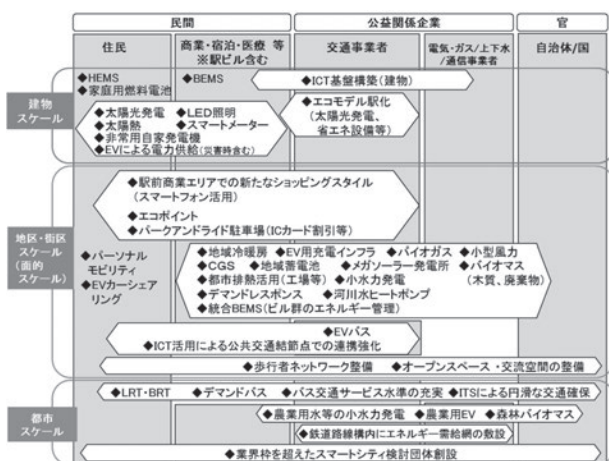 民間
公益関係企業
官
住民
商業・宿泊・医療 等
※駅ビル含む
交通事業者
電気・ガス/上下水
/通信事業者
自治体/国
建物
スケール
◆HEMS
◆家庭用燃料電池
◆BEMS
◆ICT基盤構築(建物)
◆太陽光発電 ◆LED照明
◆太陽熱 ◆スマートメーター
◆非常用自家発電機
◆EVによる電力供給(災害時含む)
◆エコモデル駅化
(太陽光発電、
省エネ設備等)
地区・街区
スケール
(面的
スケール)
◆駅前商業エリアでの新たなショッピングスタイル
(スマートフォン活用)
◆エコポイント
◆パークアンドライド駐車場(ICカード割引等)
◆パーソナル
モビリティ
◆EVカーシェア
リング
◆地域冷暖房 ◆EV用充電インフラ ◆バイオガス ◆小型風力
◆CGS ◆地域蓄電池 ◆メガソーラー発電所 ◆バイオマス
◆都市排熱活用(工場等) ◆小水力発電 (木質、廃棄物)
◆デマンドレスポンス ◆河川水ヒートポンプ
◆統合BEMS(ビル群のエネルギー管理)
◆EVバス
◆ICT活用による公共交通結節点での連携強化
◆歩行者ネットワーク整備 ◆オープンスペース・交流空間の整備
都市
スケール
◆LRT・BRT ◆デマンドバス ◆バス交通サービス水準の充実 ◆ITSによる円滑な交通確保
◆農業用水等の小水力発電 ◆農業用EV ◆森林バイオマス
◆鉄道路線構内にエネルギー需給網の敷設
◆業界枠を超えたスマートシティ検討団体創設